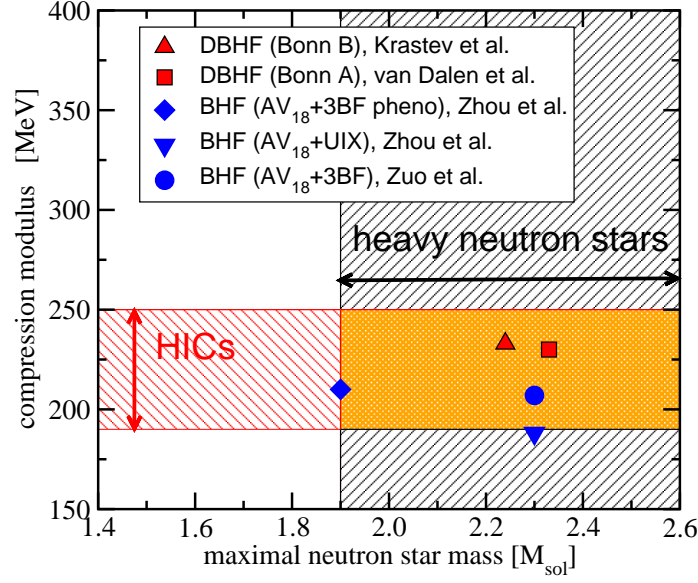 400
350
300
250
200
150
compression modulus [MeV]
DBHF (Bonn B), Krastev et al.
DBHF (Bonn A), van Dalen et al.
BHF (AV18+3BF pheno), Zhou et al.
BHF (AV18+UIX), Zhou et al.
BHF (AV18+3BF), Zuo et al.
heavy neutron stars
HICs
1.4 1.6 1.8 2.0 2.2 2.4 2.6
maximal neutron star mass [Msol]